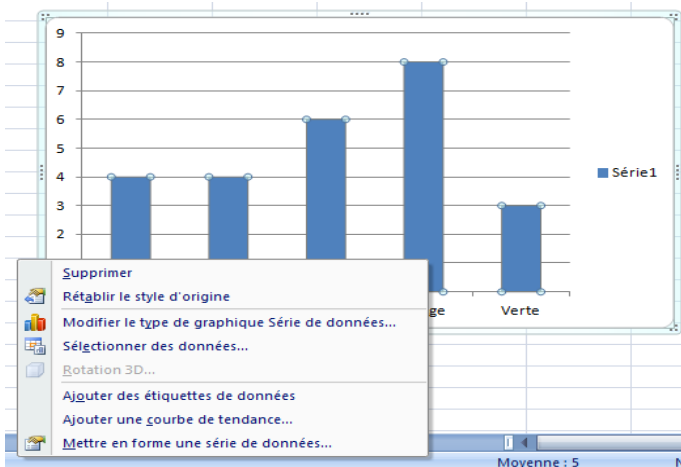 9
8
7
6
5
4
3
2
Série1
ge
Verte
Supprimer
Rétablir le style d'origine
Modifier le type de graphique Série de données...
Sélectionner des données...
Rotation 3D...
Ajouter des étiquettes de données
Ajouter une courbe de tendance...
Mettre en forme une série de données...
Moyenne : 5
N